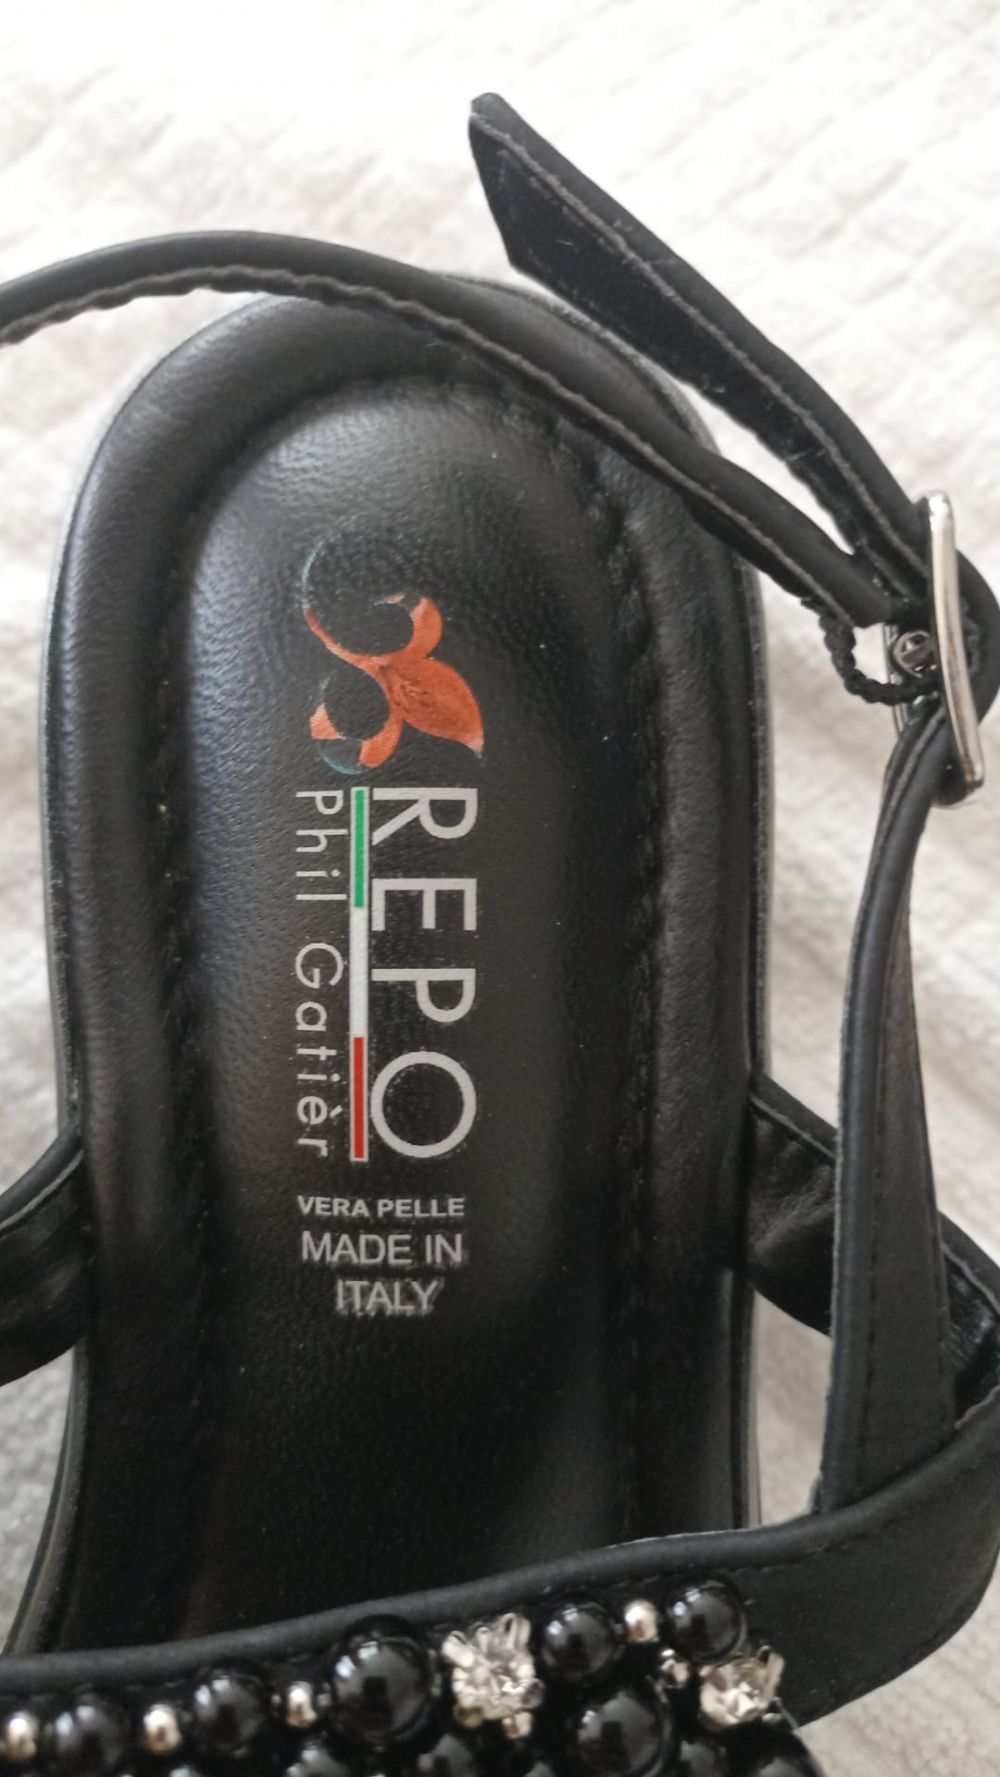 REPO
Phil Gatièr
VERA PELLE
MADE IN
ITALY